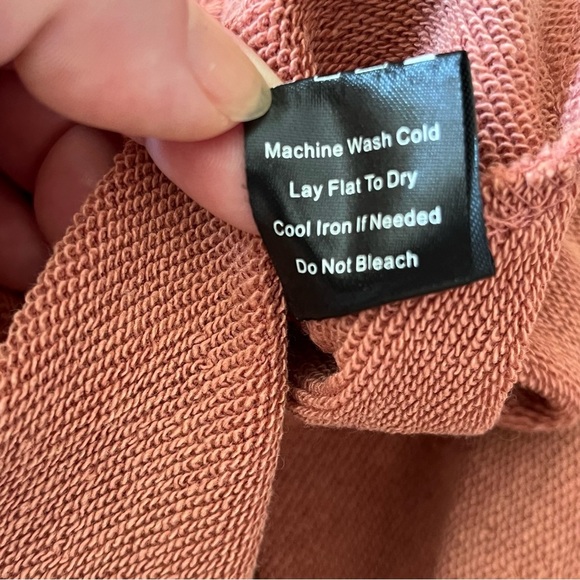 Machine Wash Cold
Lay Flat To Dry
Cool Iron If Needed
Do Not Bleach